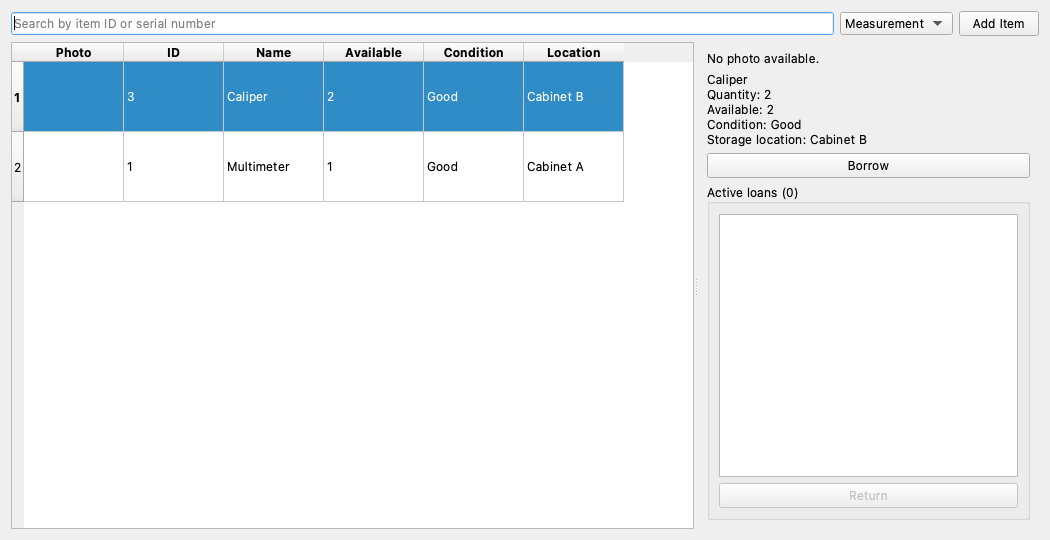 Search by item ID or serial number
Measurement
Add Item
Photo ID Name Available Condition Location
1 3 Caliper 2 Good Cabinet B
2 1 Multimeter 1 Good Cabinet A
No photo available.
Caliper
Quantity: 2
Available: 2
Condition: Good
Storage location: Cabinet B
Borrow
Active loans (0)
Return